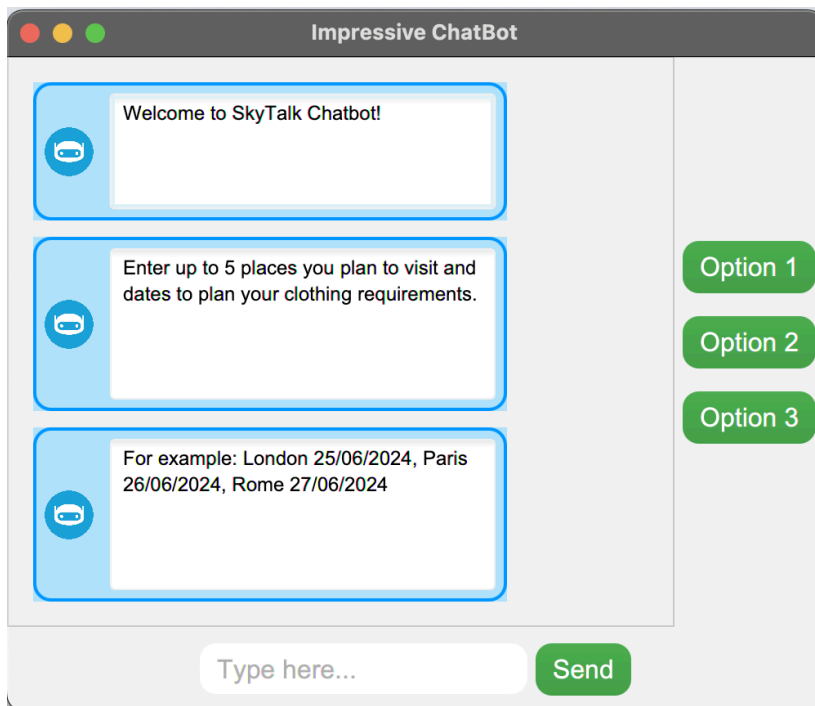 Impressive ChatBot
Welcome to SkyTalk Chatbot!
Enter up to 5 places you plan to visit and
dates to plan your clothing requirements.
For example: London 25/06/2024, Paris
26/06/2024, Rome 27/06/2024
Option 1
Option 2
Option 3
Type here...
Send